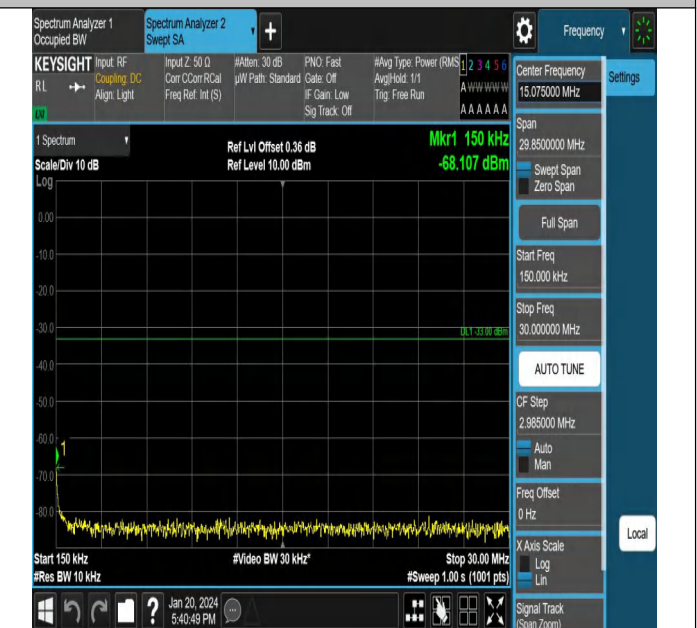 Spectrum Analyzer 1
Occupied BW
Spectrum Analyzer 2
Swept SA
+
Frequency
KEYSIGHT
RL
LXI
Input: RF
Coupling: DC
Align: Light
Input Z: 50 Ω
Corr CCorr RCal
Freq Ref: Int (S)
#Atten: 30 dB
µW Path: Standard
PNO: Fast
Gate: Off
IF Gain: Low
Sig Track: Off
#Avg Type: Power (RMS
Avg|Hold: 1/1
Trig: Free Run
1 2 3 4 5 6
A W W W W W
A A A A A A
1 Spectrum
Scale/Div 10 dB
Log
Ref Lvl Offset 0.36 dB
Ref Level 10.00 dBm
Mkr1 150 kHz
-68.107 dBm
0.00
-10.0
-20.0
-30.0
DL1 -33.00 dBm
-40.0
-50.0
-60.0
1
-70.0
-80.0
Start 150 kHz
#Res BW 10 kHz
#Video BW 30 kHz*
Stop 30.00 MHz
#Sweep 1.00 s (1001 pts)
?
Jan 20, 2024
5:40:49 PM
Center Frequency
15.075000 MHz
Settings
Span
29.8500000 MHz
Swept Span
Zero Span
Full Span
Start Freq
150.000 kHz
Stop Freq
30.000000 MHz
AUTO TUNE
CF Step
2.985000 MHz
Auto
Man
Freq Offset
0 Hz
Local
X Axis Scale
Log
Lin
Signal Track
(Span Zoom)